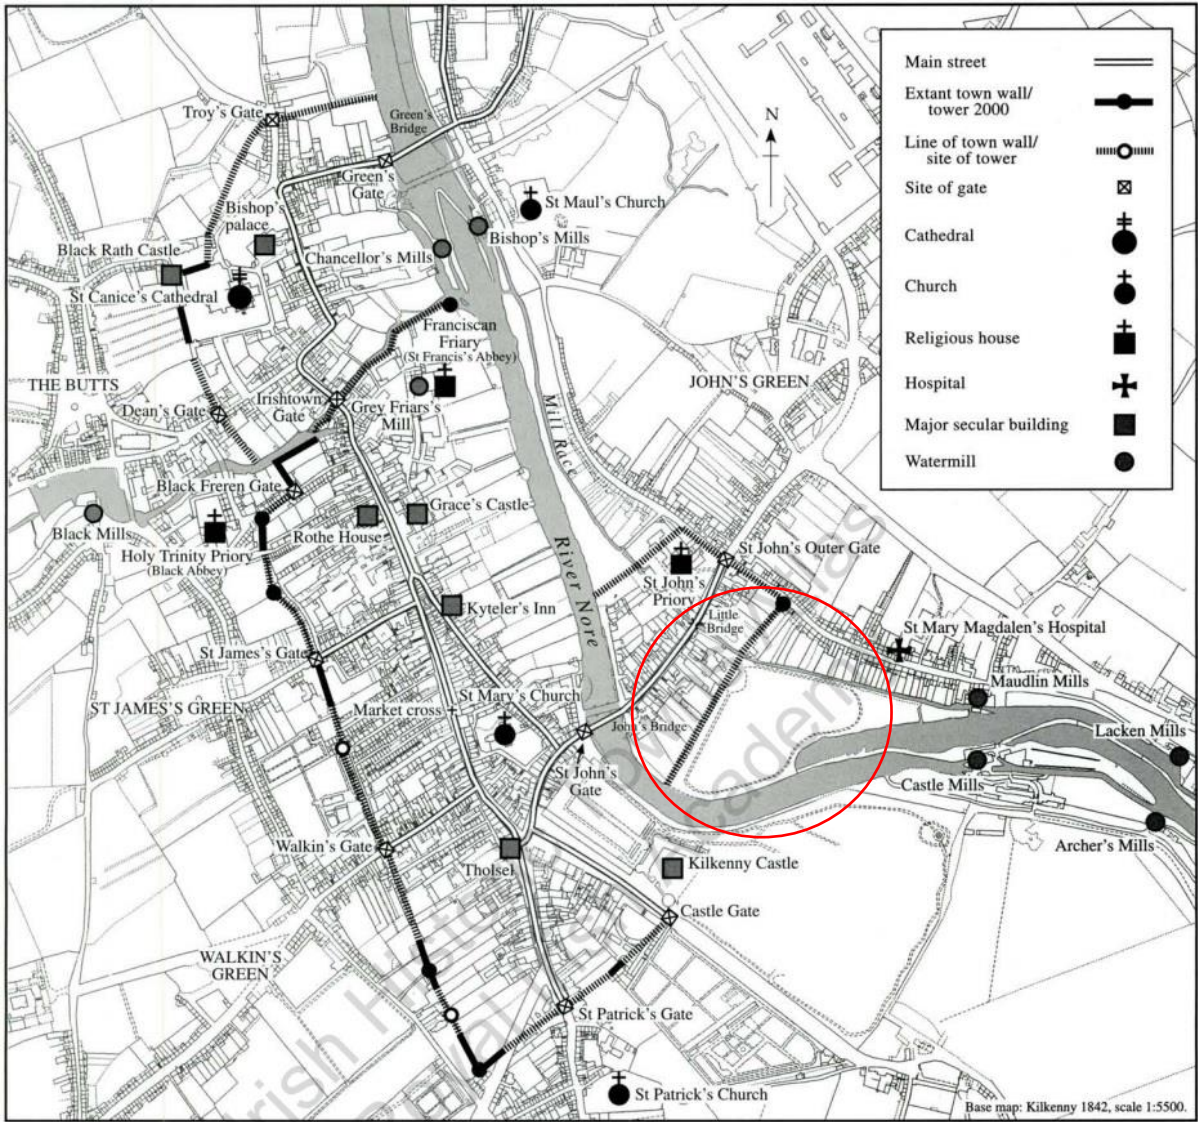 Main street
Extant town wall/
tower 2000
Line of town wall/
site of tower
Site of gate
Cathedral
Church
Religious house
Hospital
Major secular building
Watermill
N
Troy's Gate
Green's
Bridge
Green's
Gate
St Maul's Church
Bishop's
palace
Bishop's Mills
Black Rath Castle
Chancellor's Mills
St Canice's Cathedral
Franciscan
Friary
(St Francis's Abbey)
THE BUTTS
Irishtown
Gate
Dean's Gate
Grey Friars's
Mill
JOHN'S GREEN
Mill Race
Black Freren Gate
Grace's Castle
Black Mills
Rothe House
Holy Trinity Priory
(Black Abbey)
River Nore
St John's Outer Gate
St John's
Priory
Kyteler's Inn
Little
Bridge
St Mary Magdalen's Hospital
St James's Gate
St Mary's Church
Maudlin Mills
ST JAMES'S GREEN
Market cross
John's Bridge
Lacken Mills
St John's
Gate
Castle Mills
Walkin's Gate
Tholsel
Kilkenny Castle
Archer's Mills
Castle Gate
WALKIN'S
GREEN
St Patrick's Gate
St Patrick's Church
Base map: Kilkenny 1842, scale 1:5500.